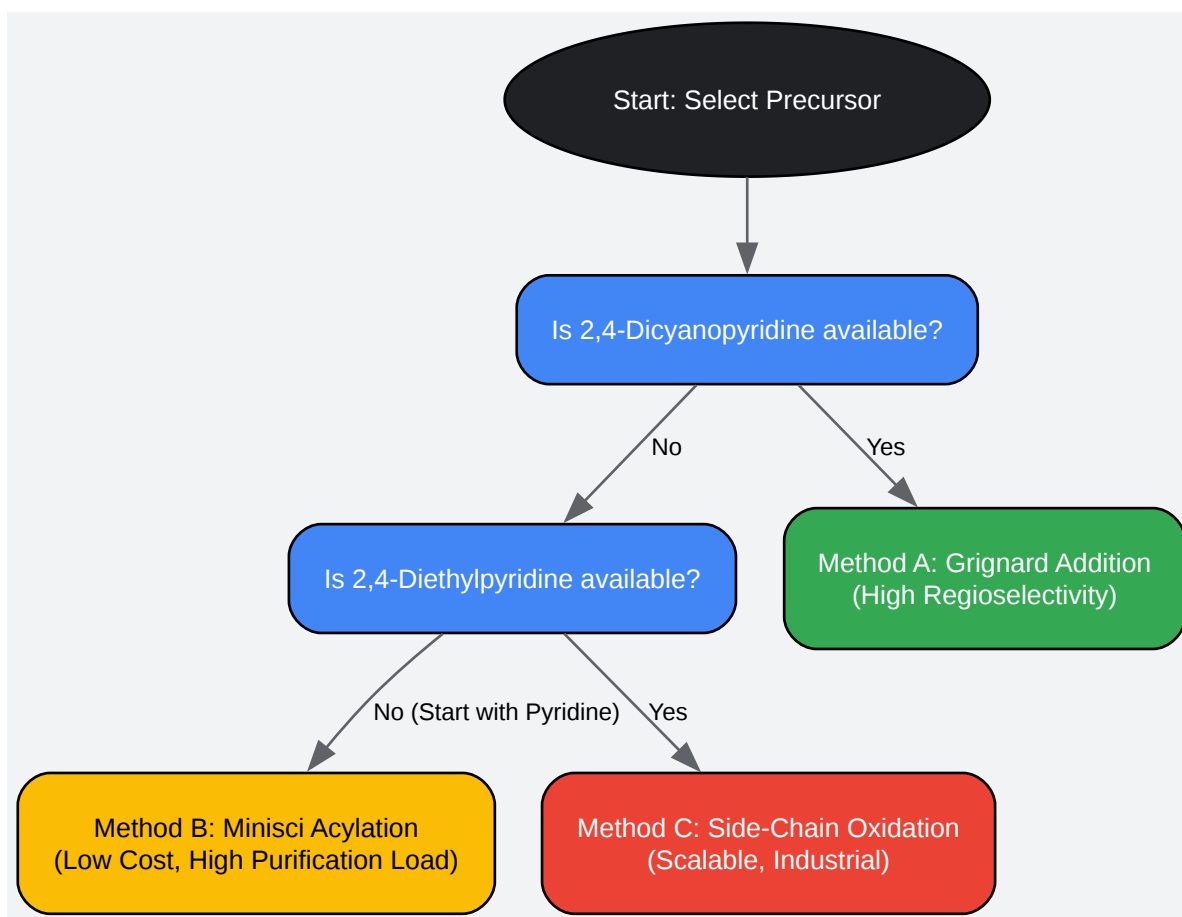 Start: Select Precursor
Is 2,4-Dicyanopyridine available?
No
Yes
Is 2,4-Diethylpyridine available?
Method A: Grignard Addition
(High Regioselectivity)
No (Start with Pyridine)
Yes
Method B: Minisci Acylation
(Low Cost, High Purification Load)
Method C: Side-Chain Oxidation
(Scalable, Industrial)